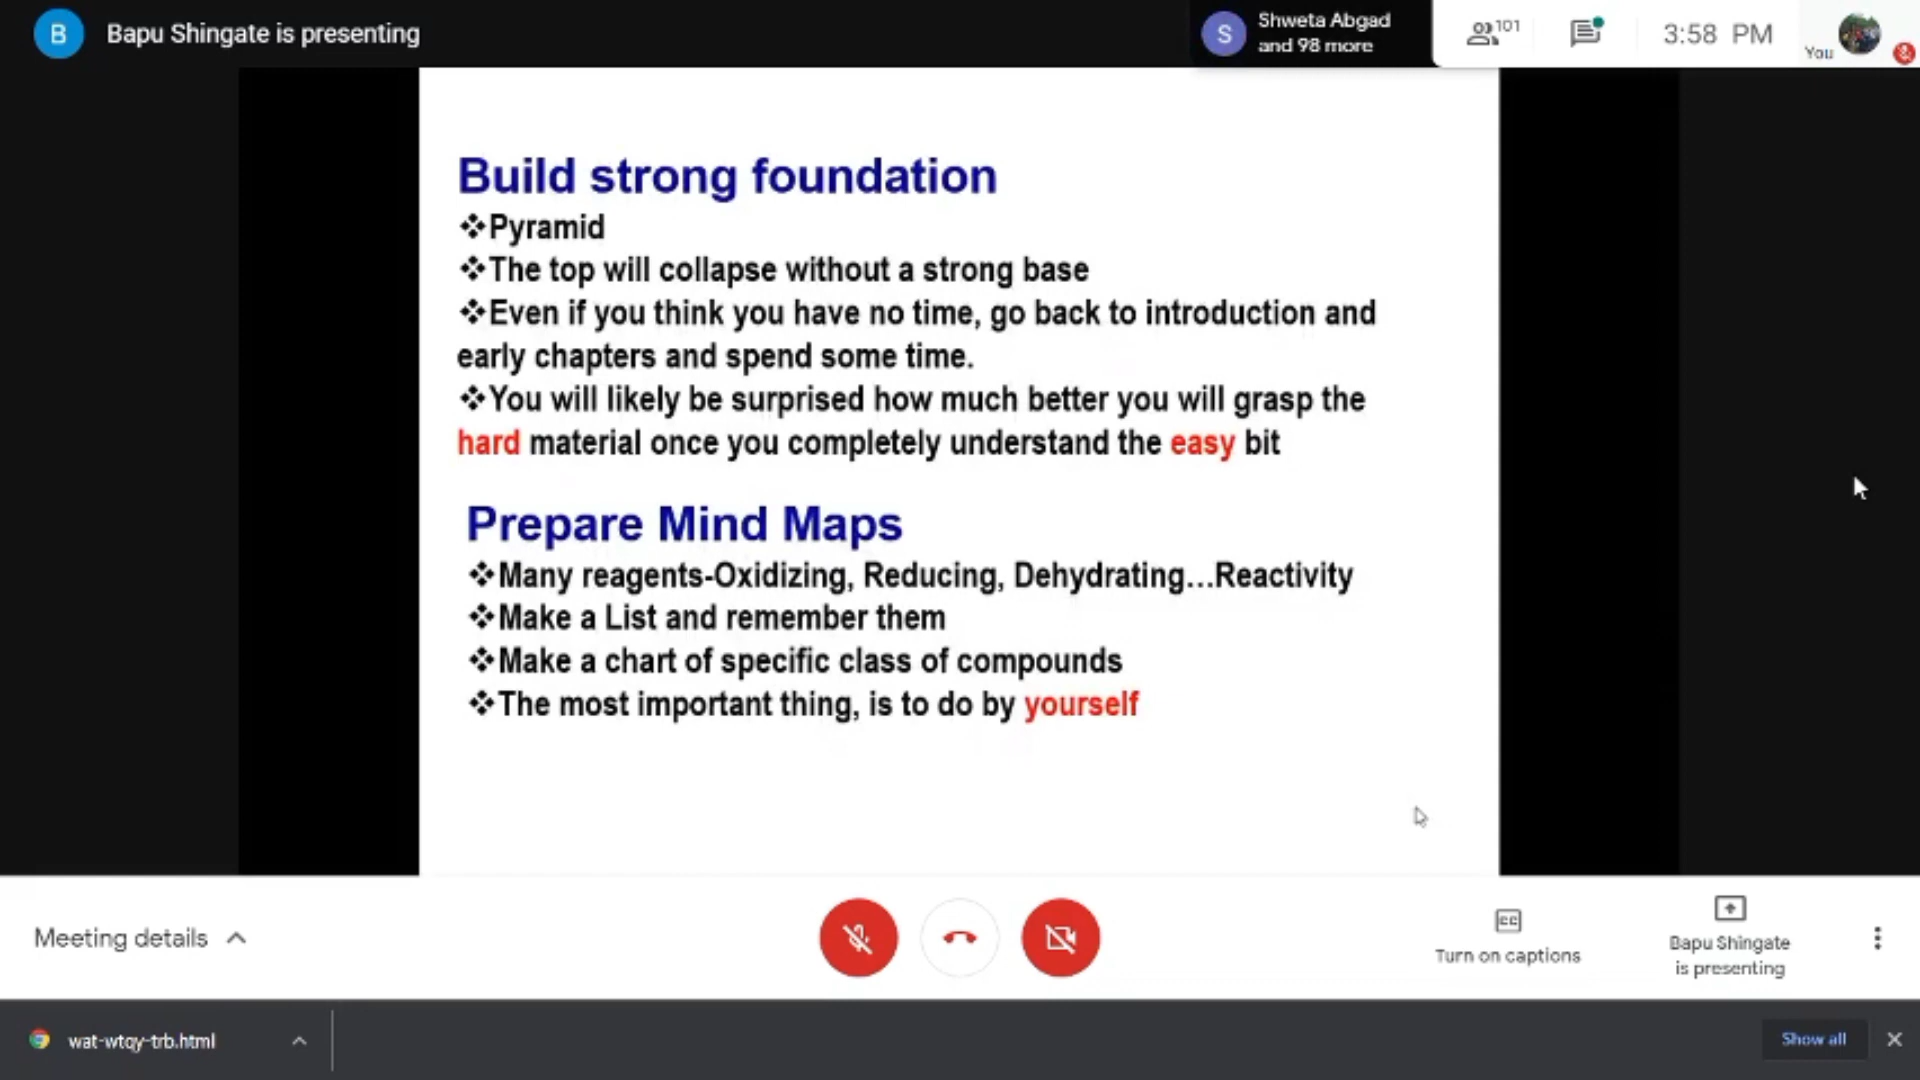 B
Bapu Shingate is presenting
S
Shweta Abgad
and 98 more
101
3:58 PM
You
Build strong foundation
❖Pyramid
❖The top will collapse without a strong base
❖Even if you think you have no time, go back to introduction and
early chapters and spend some time.
❖You will likely be surprised how much better you will grasp the
hard material once you completely understand the easy bit
Prepare Mind Maps
❖Many reagents-Oxidizing, Reducing, Dehydrating...Reactivity
❖Make a List and remember them
❖Make a chart of specific class of compounds
❖The most important thing, is to do by yourself
Meeting details
CC
Turn on captions
Bapu Shingate
is presenting
wat-wtqy-trb.html
Show all